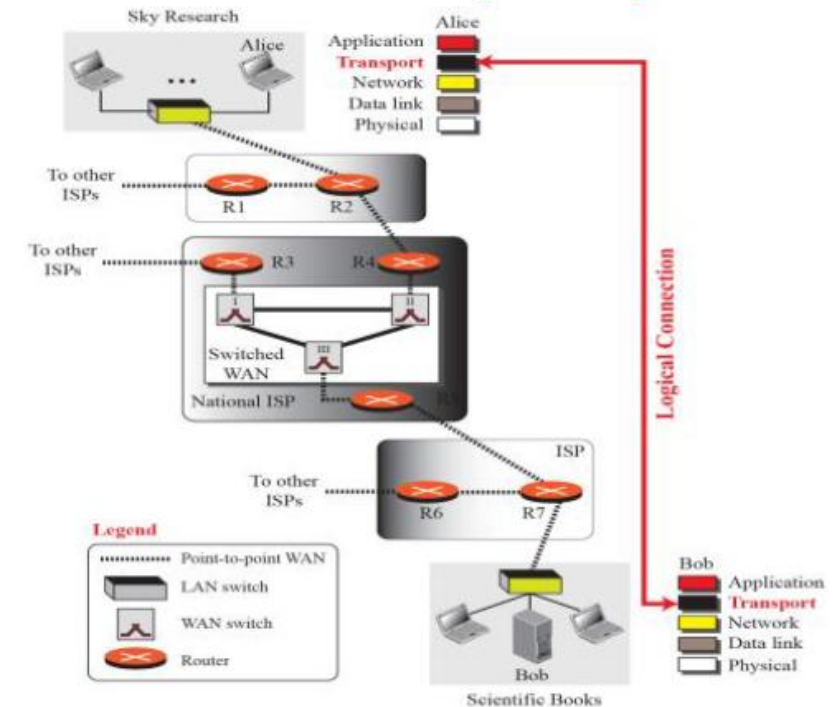 Sky Research
Alice
Alice
Application
Transport
Network
Data link
Physical
To other
ISPs
R1
R2
To other
ISPs
R3
R4
I
II
III
Switched
WAN
National ISP
R5
ISP
To other
ISPs
R6
R7
Logical Connection
Legend
Point-to-point WAN
LAN switch
WAN switch
Router
Bob
Scientific Books
Bob
Application
Transport
Network
Data link
Physical